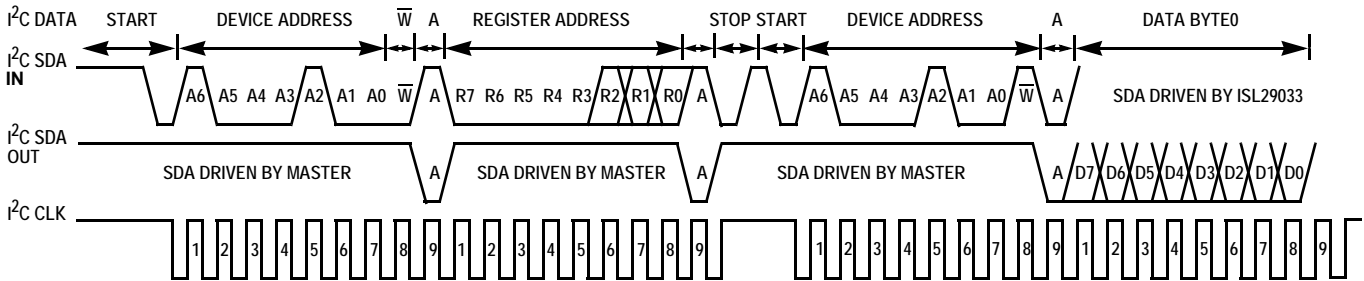 I²C DATA START DEVICE ADDRESS W̅ A REGISTER ADDRESS STOP START DEVICE ADDRESS A DATA BYTE0
I²C SDA
IN A6 A5 A4 A3 A2 A1 A0 W̅ A R7 R6 R5 R4 R3 R2 R1 R0 A A6 A5 A4 A3 A2 A1 A0 W̅ A SDA DRIVEN BY ISL29033
I²C SDA
OUT SDA DRIVEN BY MASTER A SDA DRIVEN BY MASTER A SDA DRIVEN BY MASTER A D7 D6 D5 D4 D3 D2 D1 D0
I²C CLK 1 2 3 4 5 6 7 8 9 1 2 3 4 5 6 7 8 9 1 2 3 4 5 6 7 8 9 1 2 3 4 5 6 7 8 9